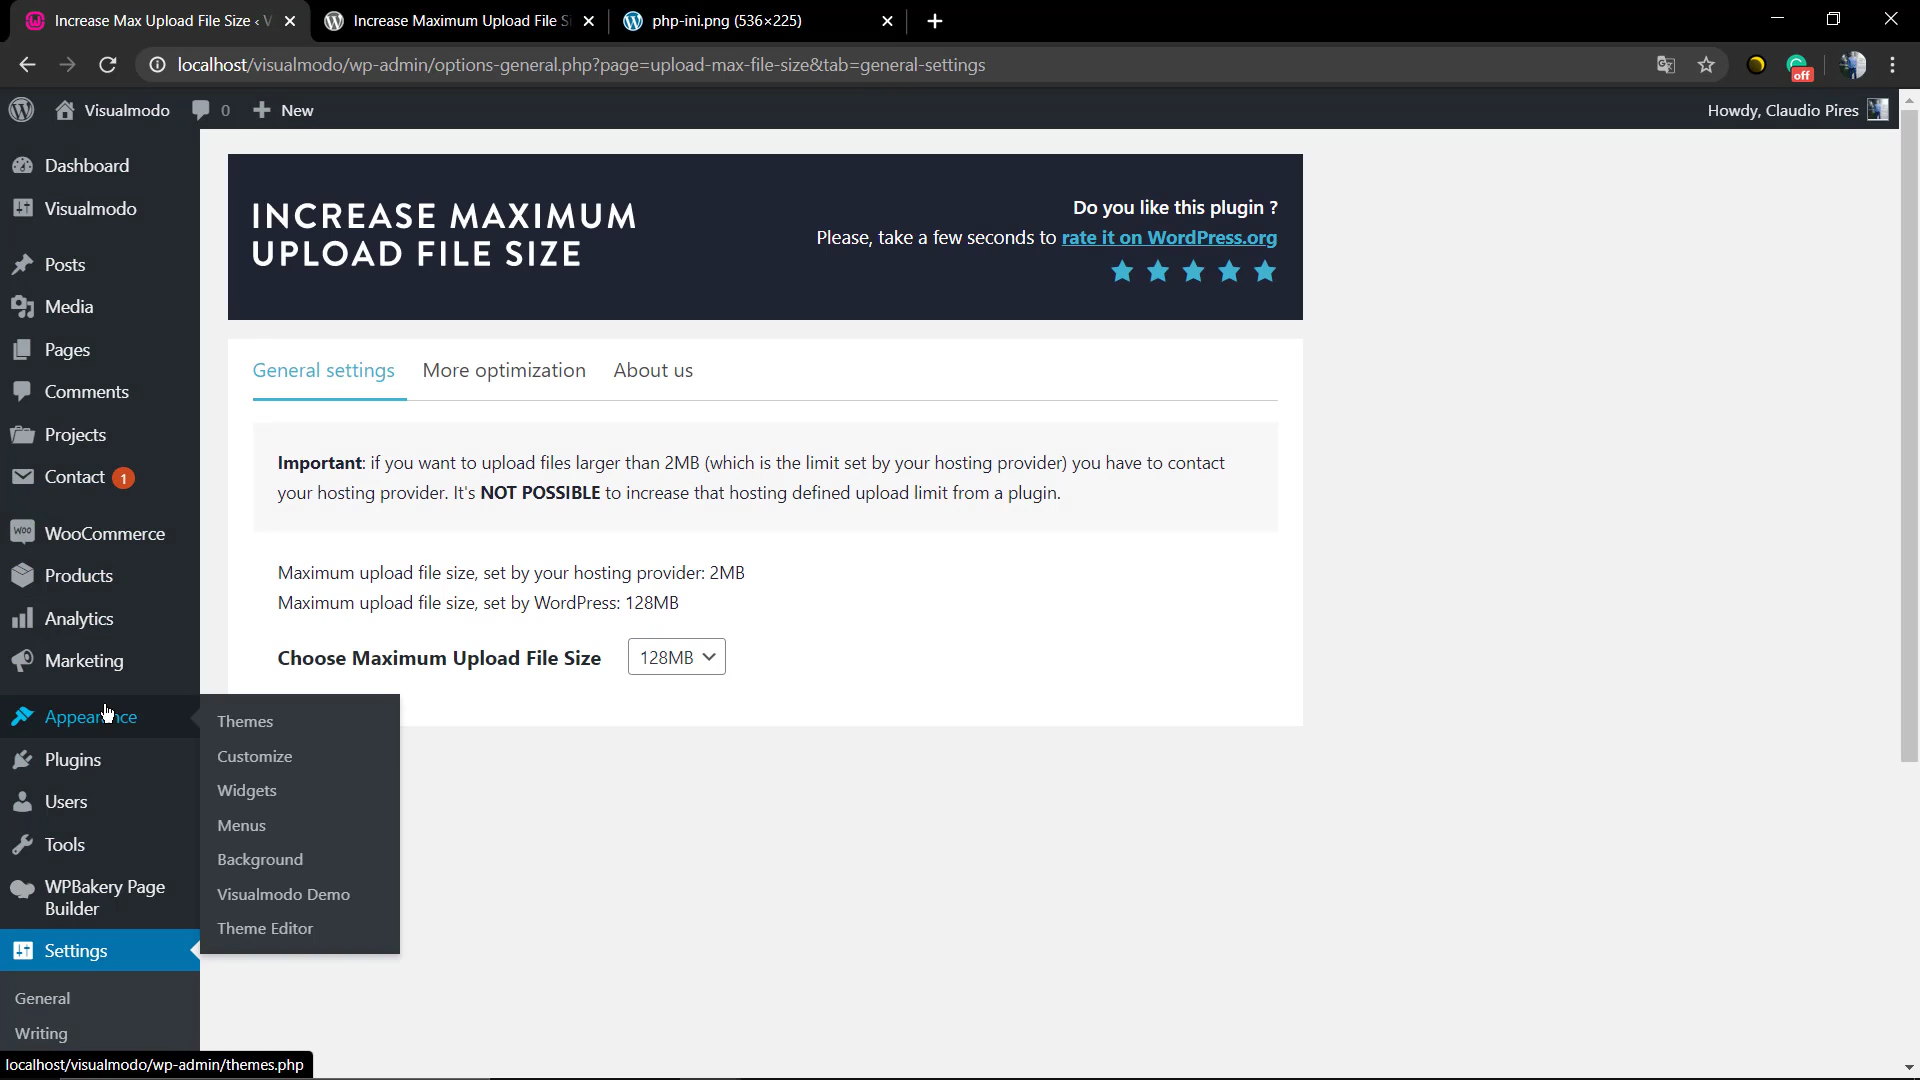 Increase Max Upload File Size ‹ V
Increase Maximum Upload File Si
php-ini.png (536×225)
localhost/visualmodo/wp-admin/options-general.php?page=upload-max-file-size&tab=general-settings
off
Visualmodo
0
New
Howdy, Claudio Pires
Dashboard
Visualmodo
Posts
Media
Pages
Comments
Projects
Contact 1
Woo WooCommerce
Products
Analytics
Marketing
Appearance
Plugins
Users
Tools
WPBakery Page
Builder
Settings
General
Writing
Themes
Customize
Widgets
Menus
Background
Visualmodo Demo
Theme Editor
INCREASE MAXIMUM
UPLOAD FILE SIZE
Do you like this plugin ?
Please, take a few seconds to rate it on WordPress.org
General settings More optimization About us
Important: if you want to upload files larger than 2MB (which is the limit set by your hosting provider) you have to contact
your hosting provider. It's NOT POSSIBLE to increase that hosting defined upload limit from a plugin.
Maximum upload file size, set by your hosting provider: 2MB
Maximum upload file size, set by WordPress: 128MB
Choose Maximum Upload File Size 128MB
localhost/visualmodo/wp-admin/themes.php